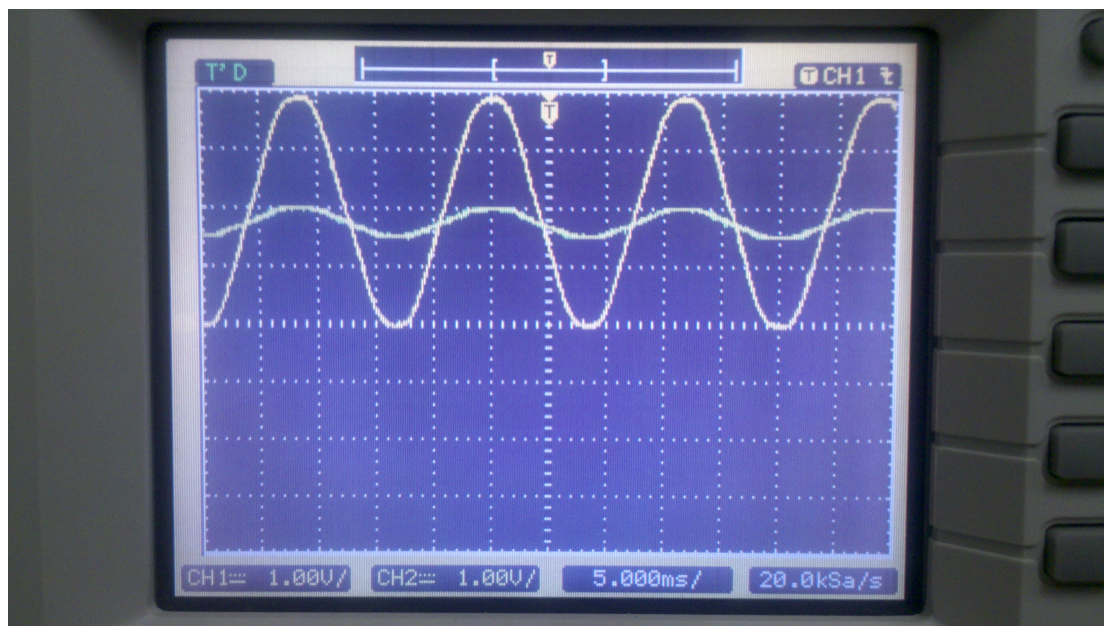 T
T'D
T CH1
T
CH1 1.00V/ CH2 1.00V/ 5.000ms/ 20.0kSa/s